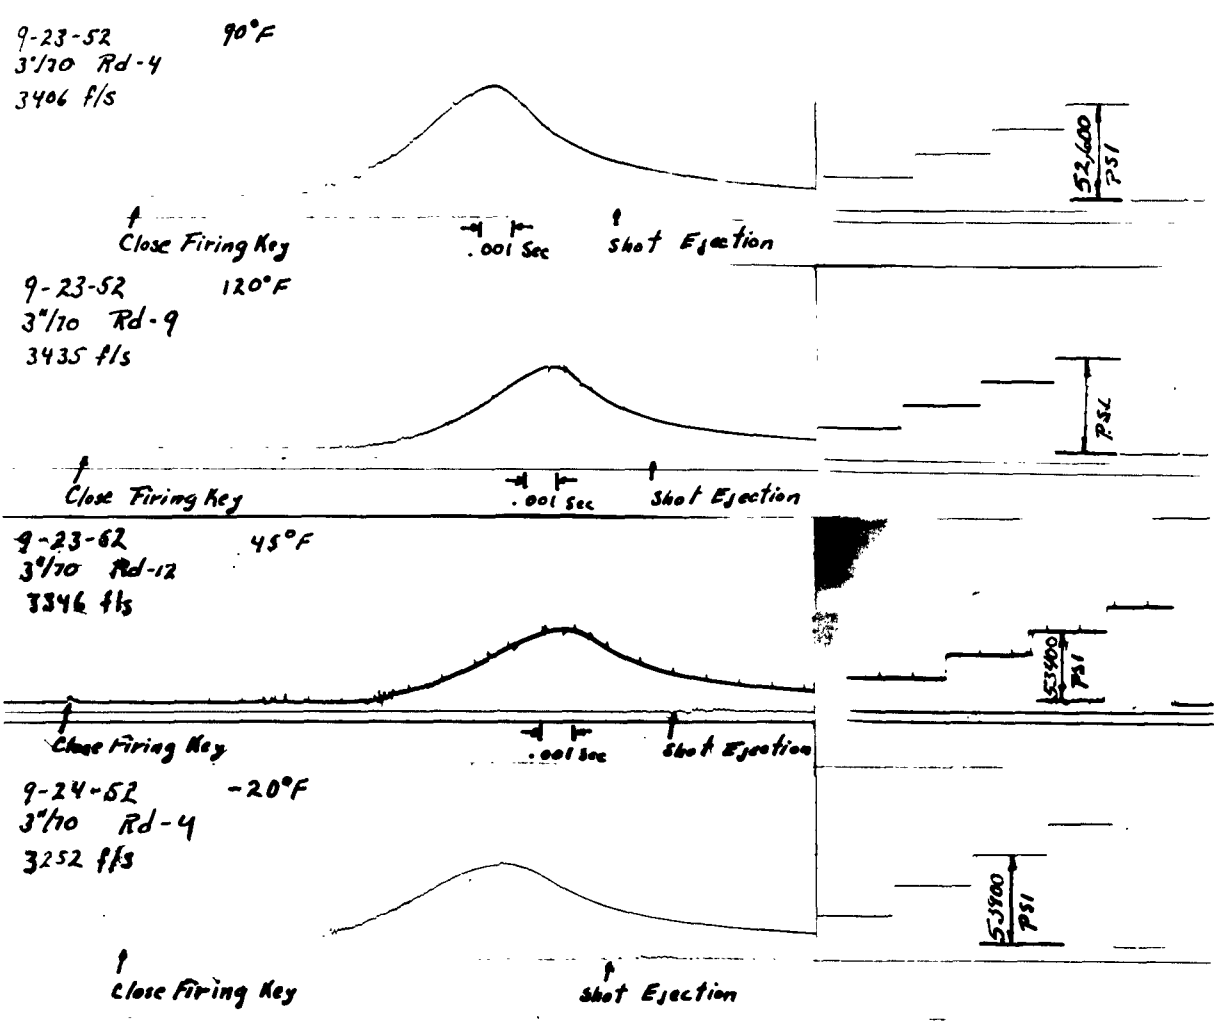 9-23-52 90°F
3"/70 Rd-4
3406 f/s
52,600
PSI
Close Firing Key
.001 Sec
Shot Ejection
9-23-52 120°F
3"/70 Rd-9
3435 f/s
PSI
Close Firing Key
.001 Sec
Shot Ejection
9-23-52 45°F
3"/70 Rd-12
3346 f/s
53900
PSI
Close Firing Key
.001 Sec
Shot Ejection
9-24-52 -20°F
3"/70 Rd-4
3252 f/s
53900
PSI
Close Firing Key
Shot Ejection